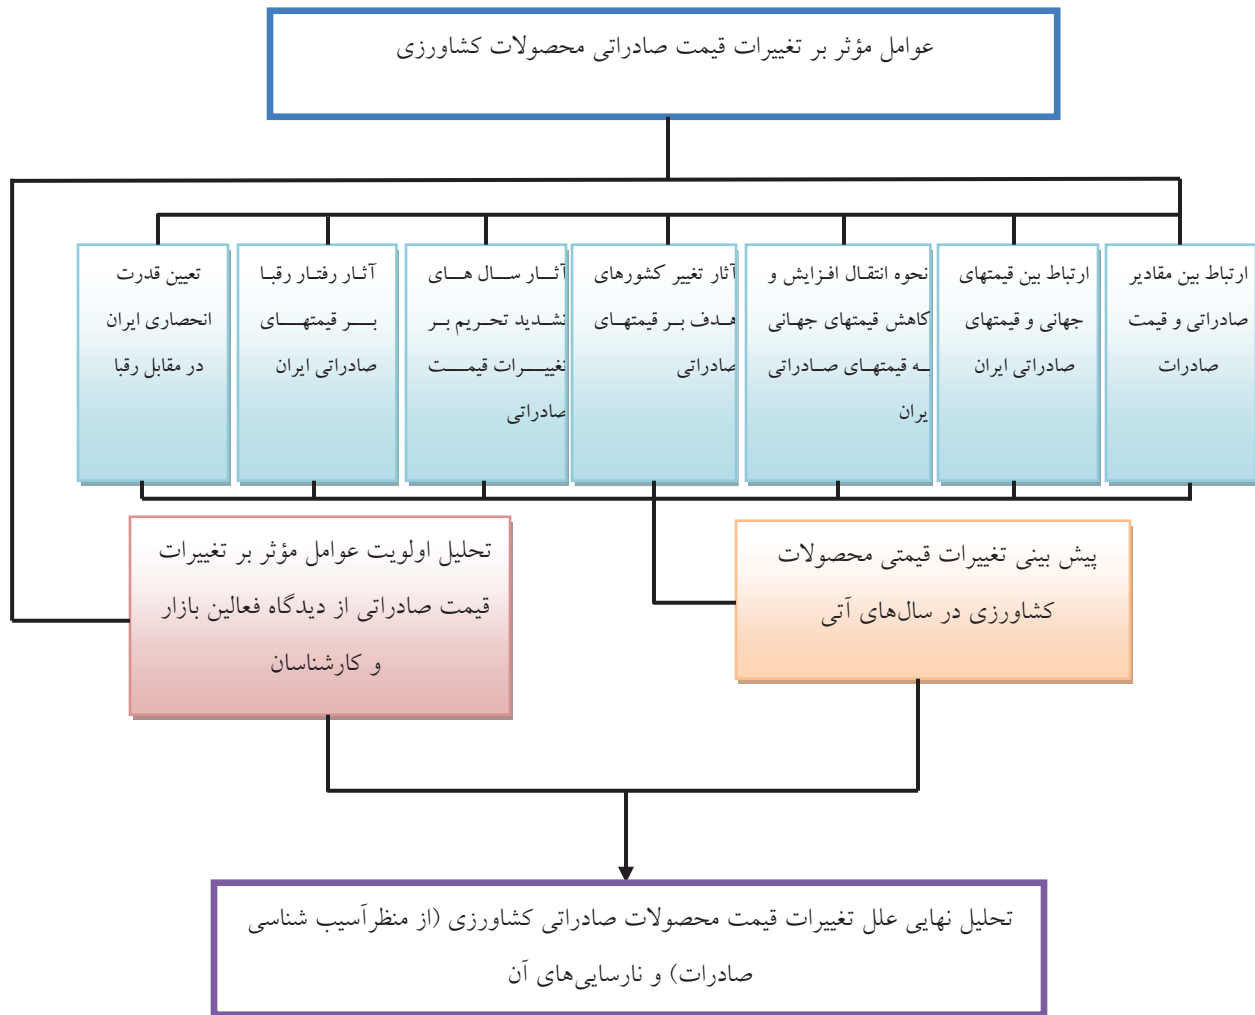 عوامل مؤثر بر تغییرات قیمت صادراتی محصولات کشاورزی
ارتباط بین مقادیر
صادراتی و قیمت
صادرات
ارتباط بین قیمتهای
جهانی و قیمتهای
صادراتی ایران
نحوه انتقال افزایش و
کاهش قیمتهای جهانی
به قیمتهای صادراتی
ایران
آثار تغییر کشورهای
هدف بر قیمتهای
صادراتی
آثار سال های
تشدید تحریم بر
تغییرات قیمت
صادراتی
آثار رفتار رقبا
بر قیمتهای
صادراتی ایران
تعیین قدرت
انحصاری ایران
در مقابل رقبا
پیش بینی تغییرات قیمتی محصولات
کشاورزی در سال‌های آتی
تحلیل اولویت عوامل مؤثر بر تغییرات
قیمت صادراتی از دیدگاه فعالین بازار
و کارشناسان
تحلیل نهایی علل تغییرات قیمت محصولات صادراتی کشاورزی (از منظرآسیب شناسی
صادرات) و نارسایی‌های آن